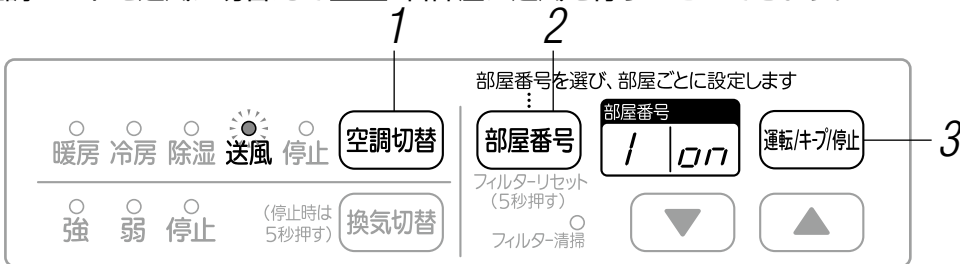 1
2
3
部屋番号を選び、部屋ごとに設定します
暖房 冷房 除湿 送風 停止
空調切替
部屋番号
部屋番号
1 on
運転/キープ/停止
フィルターリセット
(5秒押す)
フィルター清掃
強 弱 停止
(停止時は
5秒押す)
換気切替